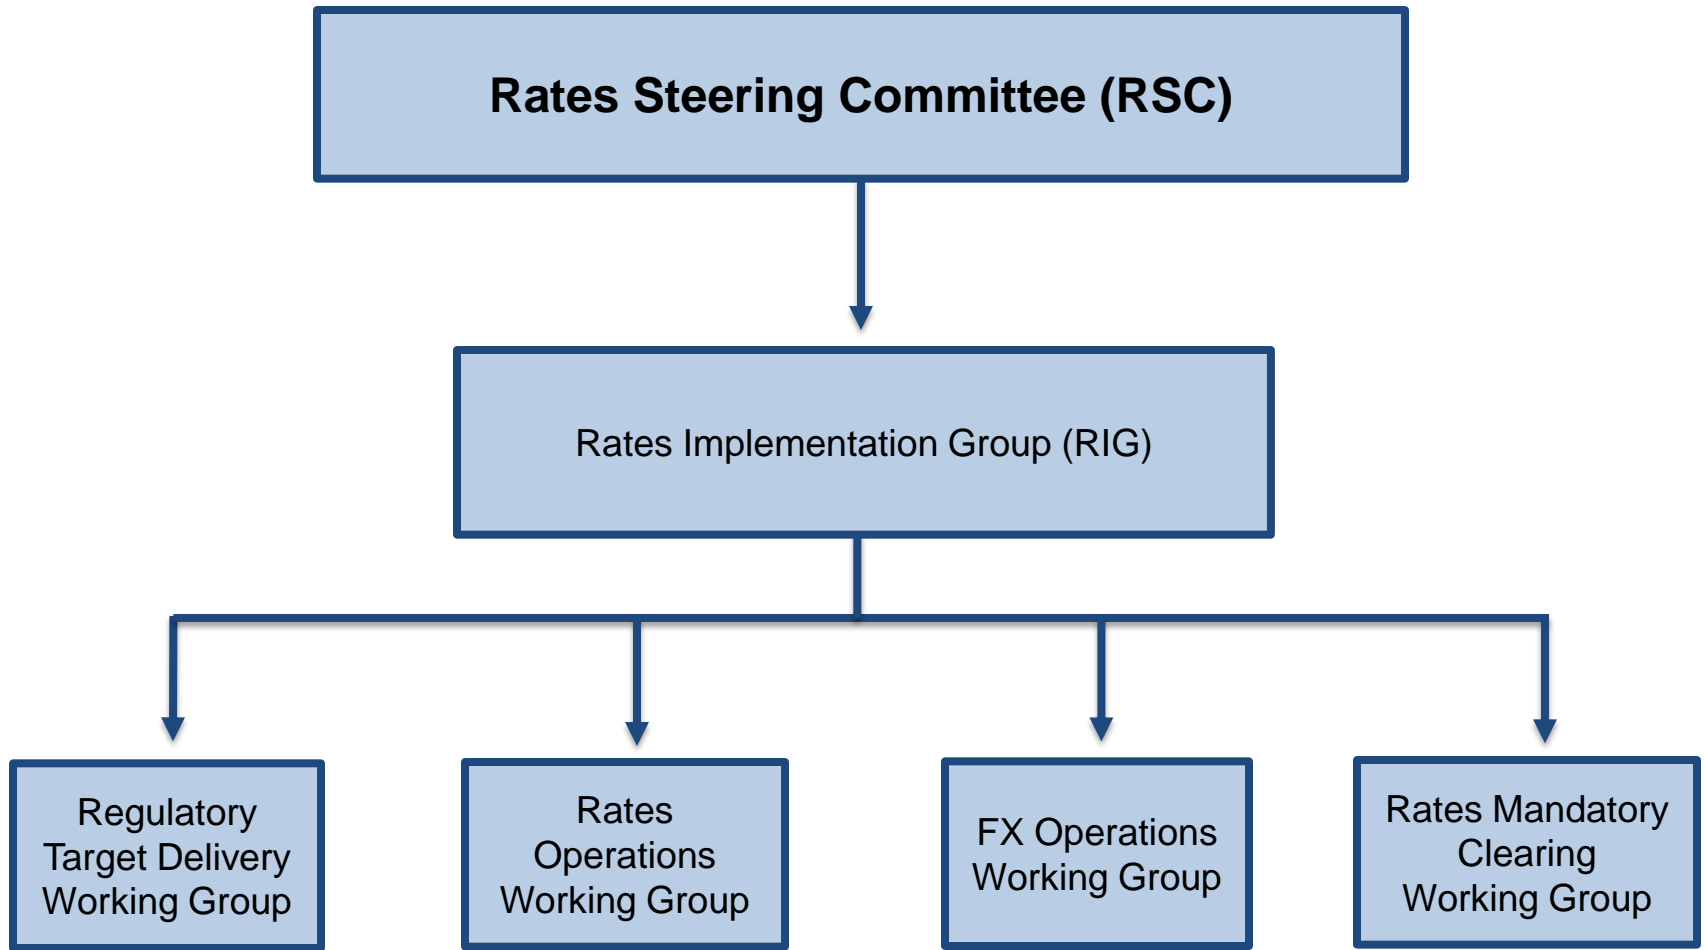 Rates Steering Committee (RSC)
Rates Implementation Group (RIG)
Regulatory
Target Delivery
Working Group
Rates
Operations
Working Group
FX Operations
Working Group
Rates Mandatory
Clearing
Working Group